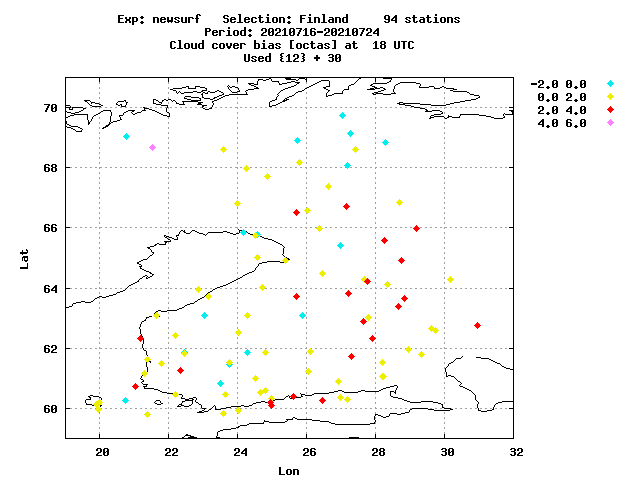 Exp: newsurf   Selection: Finland     94 stations
Period: 20210716-20210724
Cloud cover bias [octas] at  18 UTC
Used {12} + 30
-2.0 0.0
0.0 2.0
2.0 4.0
4.0 6.0
70
68
66
64
62
60
Lat
20 22 24 26 28 30 32
Lon